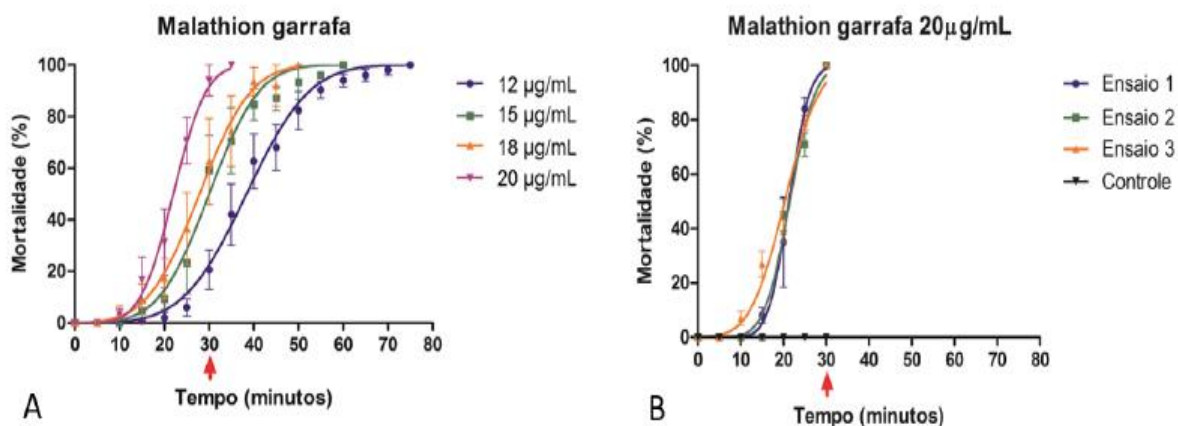 Malathion garrafa
Mortalidade (%)
100
80
60
40
20
0
0 10 20 30 40 50 60 70 80
Tempo (minutos)
12 µg/mL
15 µg/mL
18 µg/mL
20 µg/mL
A
Malathion garrafa 20µg/mL
Mortalidade (%)
100
80
60
40
20
0
0 10 20 30 40 50 60 70 80
Tempo (minutos)
Ensaio 1
Ensaio 2
Ensaio 3
Controle
B